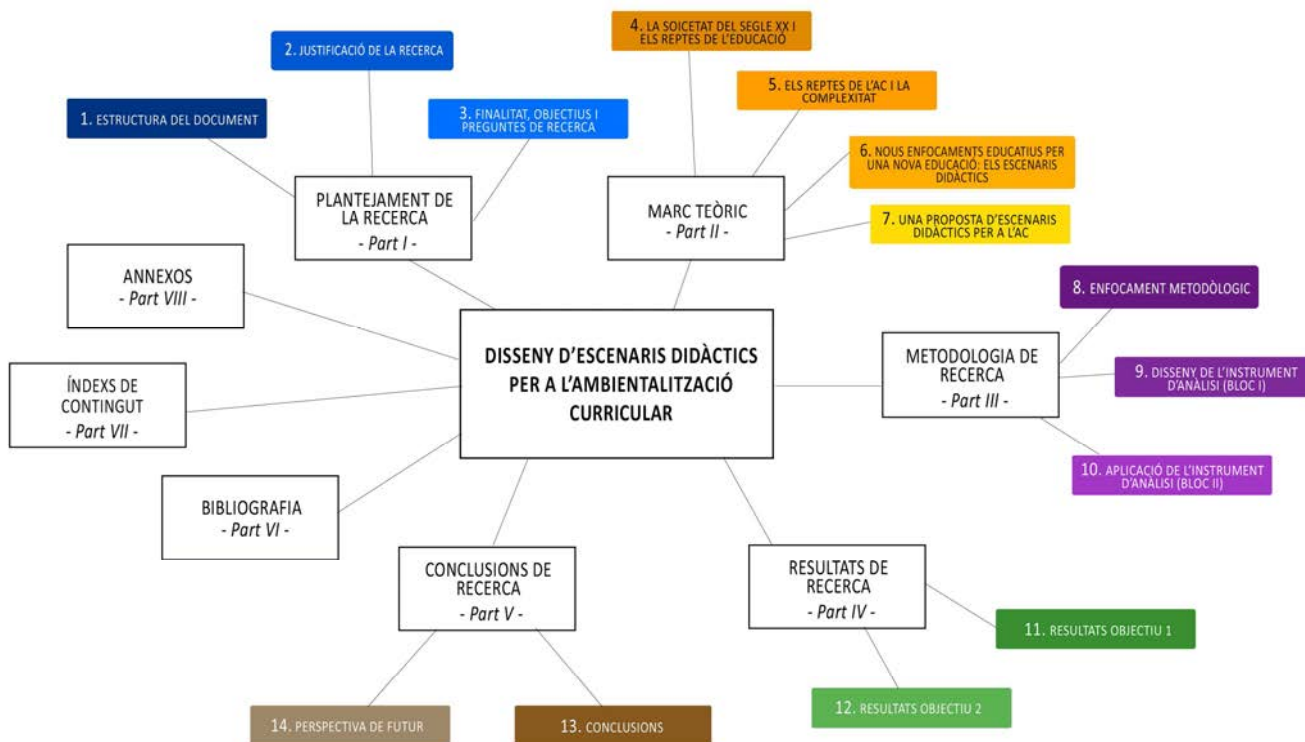 4. LA SOICETAT DEL SEGLE XX I
ELS REPTES DE L'EDUCACIÓ
2. JUSTIFICACIÓ DE LA RECERCA
5. ELS REPTES DE L'AC I LA
COMPLEXITAT
1. ESTRUCTURA DEL DOCUMENT
3. FINALITAT, OBJECTIUS I
PREGUNTES DE RECERCA
6. NOUS ENFOCAMENTS EDUCATIUS PER
UNA NOVA EDUCACIÓ: ELS ESCENARIS
DIDÀCTICS
PLANTEJAMENT DE
LA RECERCA
- Part I -
MARC TEÒRIC
- Part II -
7. UNA PROPOSTA D'ESCENARIS
DIDÀCTICS PER A L'AC
ANNEXOS
- Part VIII -
8. ENFOCAMENT METODÒLOGIC
DISSENY D'ESCENARIS DIDÀCTICS
PER A L'AMBIENTALITZACIÓ
CURRICULAR
METODOLOGIA DE
RECERCA
- Part III -
9. DISSENY DE L'INSTRUMENT
D'ANÀLISI (BLOC I)
ÍNDEXS DE
CONTINGUT
- Part VII -
10. APLICACIÓ DE L'INSTRUMENT
D'ANÀLISI (BLOC II)
BIBLIOGRAFIA
- Part VI -
CONCLUSIONS DE
RECERCA
- Part V -
RESULTATS DE
RECERCA
- Part IV -
11. RESULTATS OBJECTIU 1
12. RESULTATS OBJECTIU 2
14. PERSPECTIVA DE FUTUR
13. CONCLUSIONS